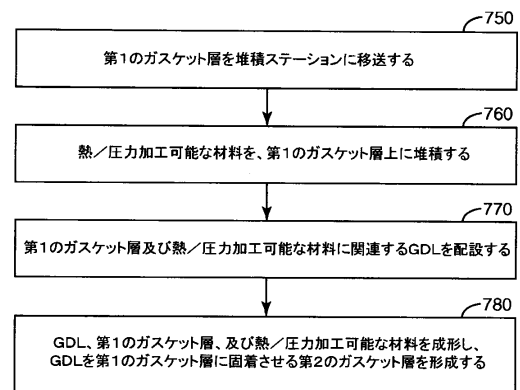 750
第1のガスケット層を堆積ステーションに移送する
760
熱／圧力加工可能な材料を、第1のガスケット層上に堆積する
770
第1のガスケット層及び熱／圧力加工可能な材料に関連するGDLを配設する
780
GDL、第1のガスケット層、及び熱／圧力加工可能な材料を成形し、
GDLを第1のガスケット層に固着させる第2のガスケット層を形成する